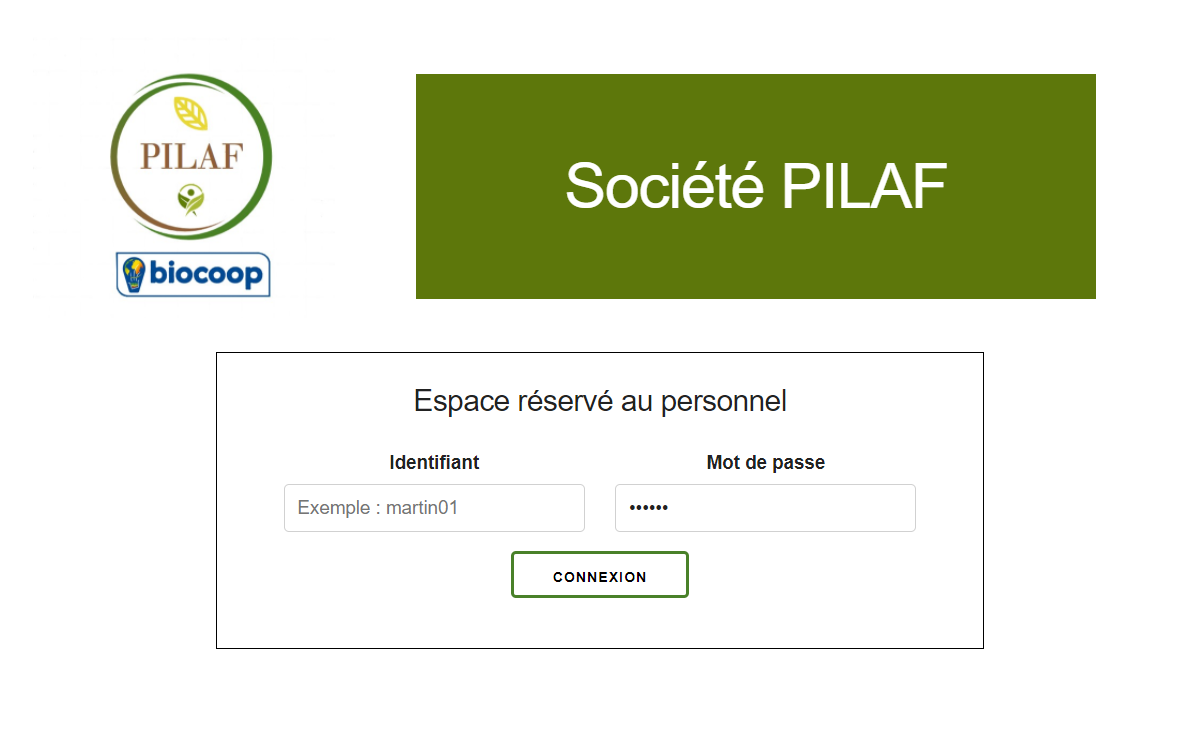 PILAF
biocoop
Société PILAF
Espace réservé au personnel
Identifiant
Mot de passe
Exemple : martin01
••••••
CONNEXION